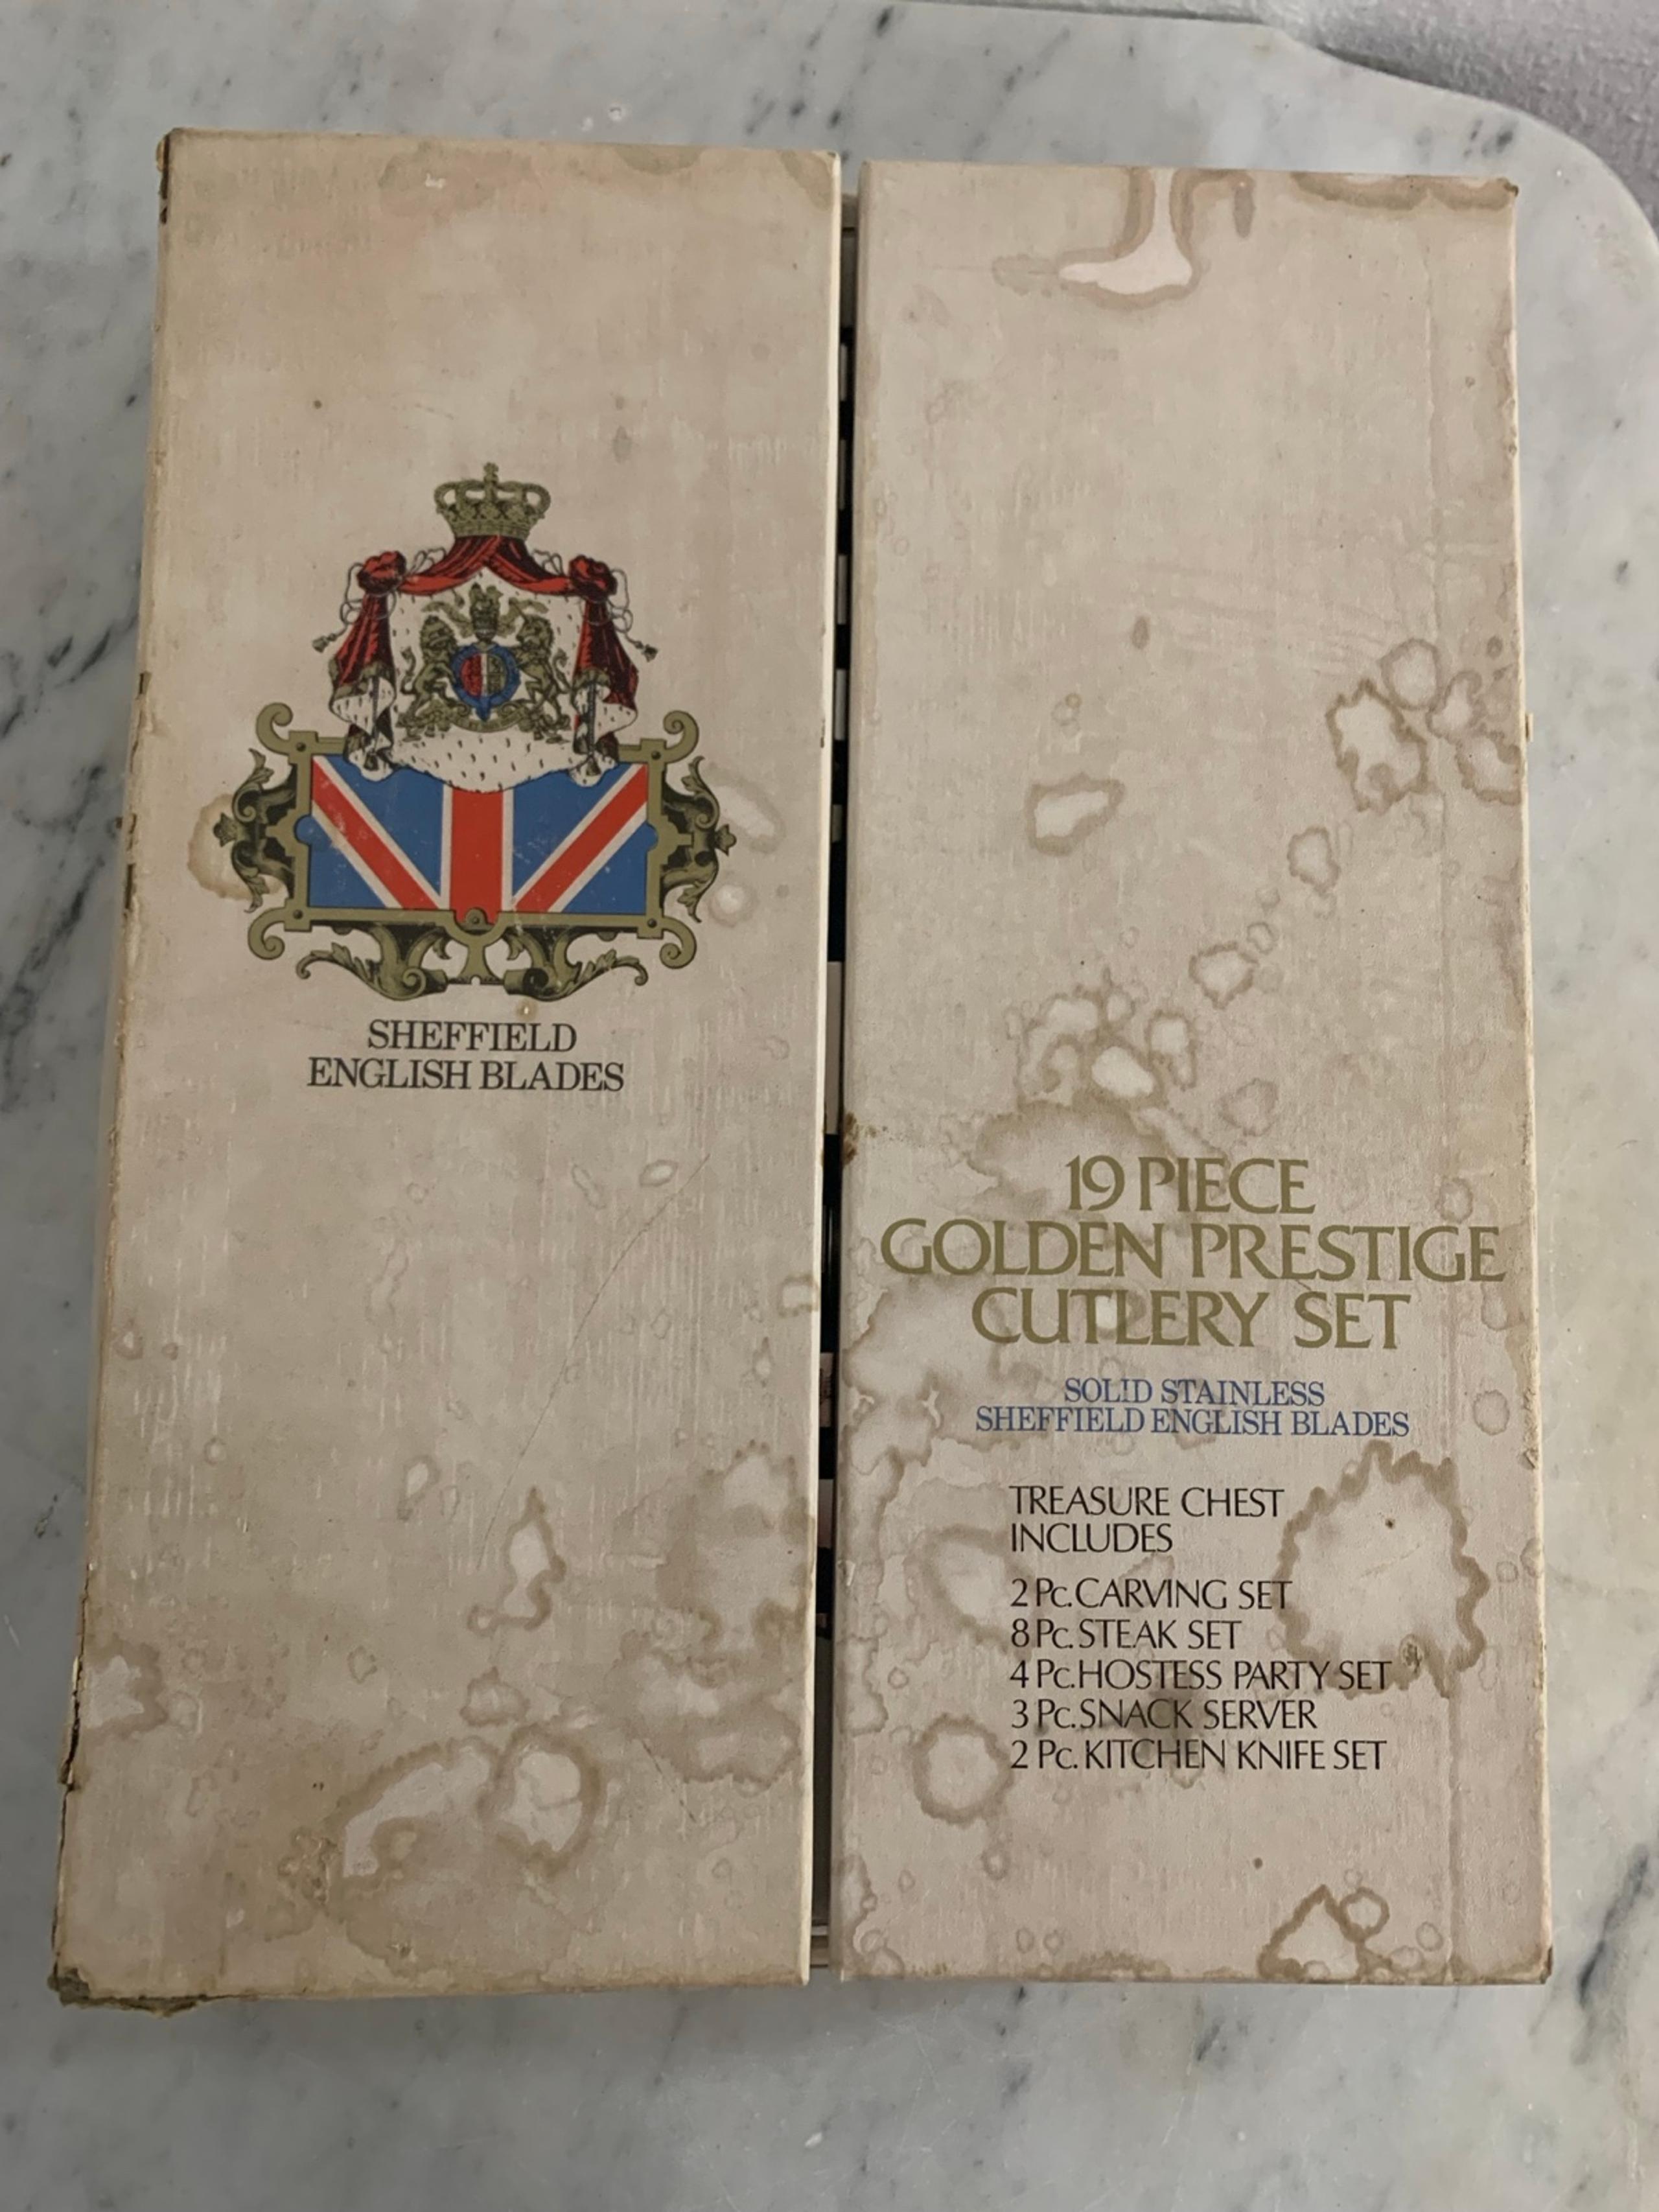 SHEFFIELD
ENGLISH BLADES
19 PIECE
GOLDEN PRESTIGE
CUTLERY SET
SOLID STAINLESS
SHEFFIELD ENGLISH BLADES
TREASURE CHEST
INCLUDES
2 Pc. CARVING SET
8 Pc. STEAK SET
4 Pc. HOSTESS PARTY SET
3 Pc. SNACK SERVER
2 Pc. KITCHEN KNIFE SET